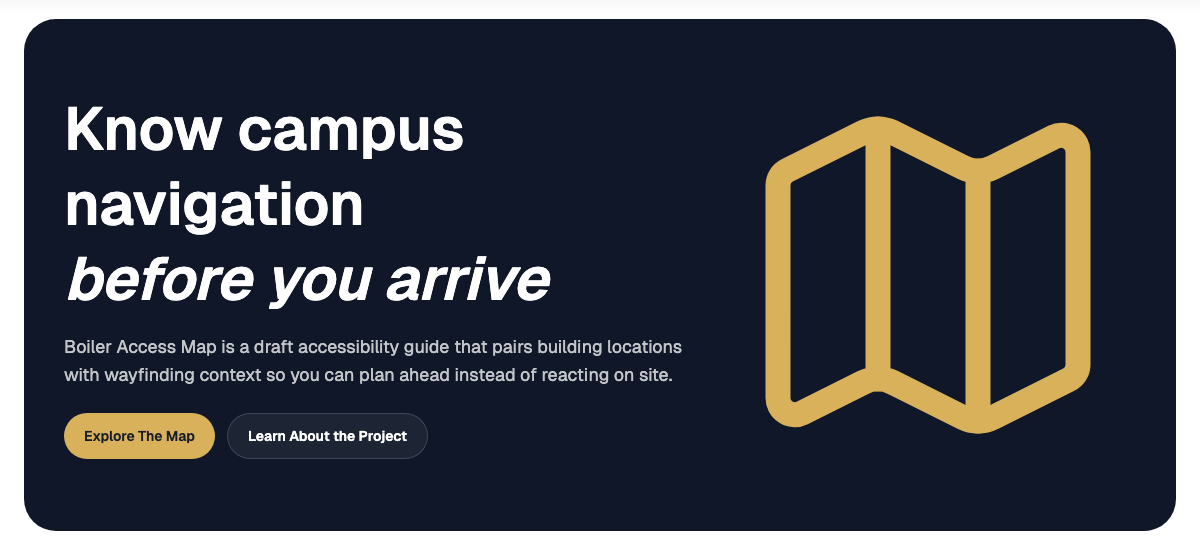 Know campus
navigation
before you arrive
Boiler Access Map is a draft accessibility guide that pairs building locations
with wayfinding context so you can plan ahead instead of reacting on site.
Explore The Map
Learn About the Project